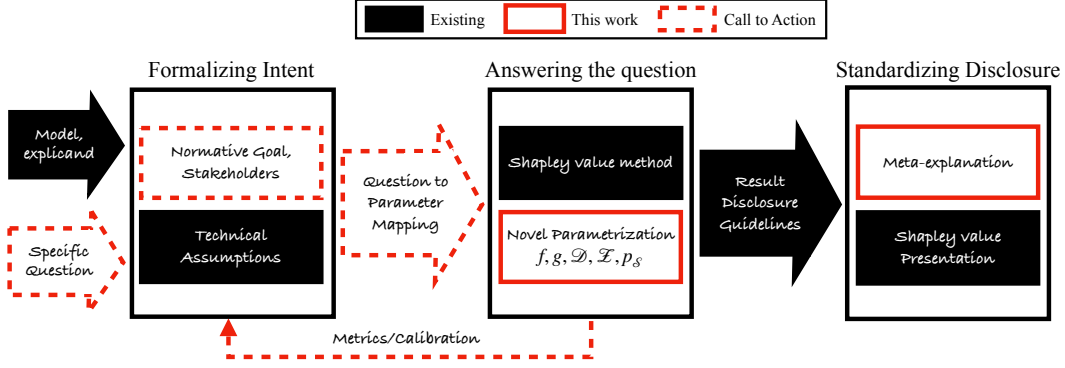 Existing This work Call to Action
Formalizing Intent
Answering the question
Standardizing Disclosure
Model,
explicand
Specific
Question
Normative Goal,
Stakeholders
Technical
Assumptions
Question to
Parameter
Mapping
Shapley value method
Novel Parametrization
f, g, 𝒟, ℐ, p_𝒮
Result
Disclosure
Guidelines
Meta-explanation
Shapley value
Presentation
Metrics/Calibration